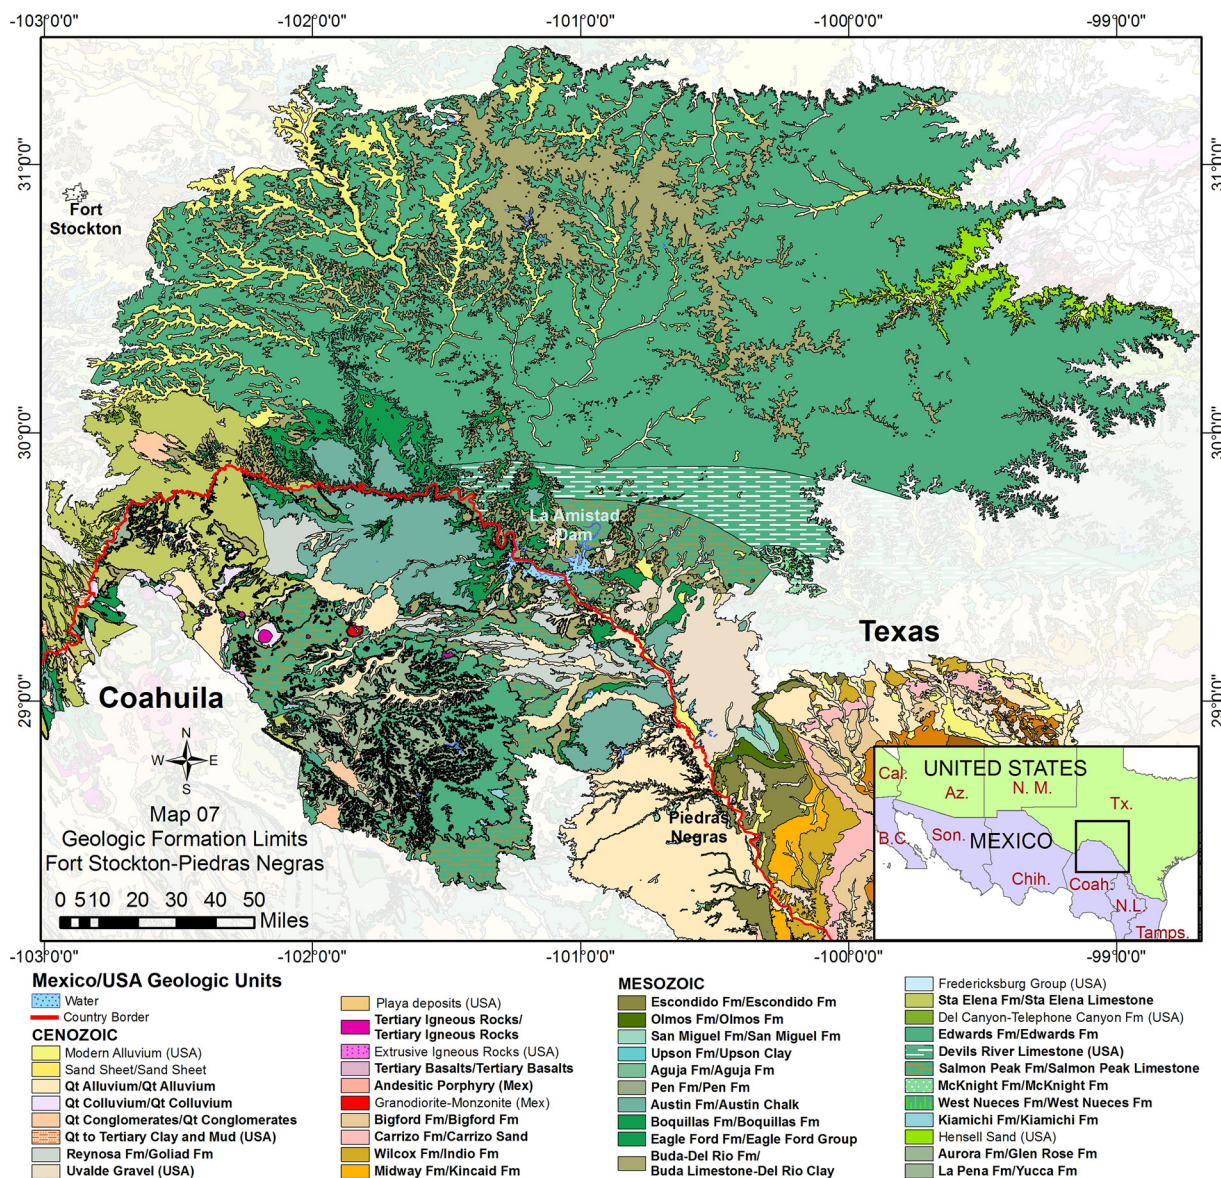 -103°0'0"
-102°0'0"
-101°0'0"
-100°0'0"
-99°0'0"
31°0'0"
31°0'0"
30°0'0"
30°0'0"
29°0'0"
29°0'0"
Fort
Stockton
La Amistad
Dam
Texas
Coahuila
N
W
E
S
Map 07
Geologic Formation Limits
Fort Stockton-Piedras Negras
0 5 10 20 30 40 50
Miles
Piedras
Negras
UNITED STATES
Cal.
Az.
N. M.
Tx.
B.C.
Son.
MEXICO
Chih.
Coah.
N.L.
Tamps.
-103°0'0"
-102°0'0"
-101°0'0"
-100°0'0"
-99°0'0"
Mexico/USA Geologic Units
Water
Country Border
CENOZOIC
Modern Alluvium (USA)
Sand Sheet/Sand Sheet
Qt Alluvium/Qt Alluvium
Qt Colluvium/Qt Colluvium
Qt Conglomerates/Qt Conglomerates
Qt to Tertiary Clay and Mud (USA)
Reynosa Fm/Goliad Fm
Uvalde Gravel (USA)
Playa deposits (USA)
Tertiary Igneous Rocks/
Tertiary Igneous Rocks
Extrusive Igneous Rocks (USA)
Tertiary Basalts/Tertiary Basalts
Andesitic Porphyry (Mex)
Granodiorite-Monzonite (Mex)
Bigford Fm/Bigford Fm
Carrizo Fm/Carrizo Sand
Wilcox Fm/Indio Fm
Midway Fm/Kincaid Fm
MESOZOIC
Escondido Fm/Escondido Fm
Olmos Fm/Olmos Fm
San Miguel Fm/San Miguel Fm
Upson Fm/Upson Clay
Aguja Fm/Aguja Fm
Pen Fm/Pen Fm
Austin Fm/Austin Chalk
Boquillas Fm/Boquillas Fm
Eagle Ford Fm/Eagle Ford Group
Buda-Del Rio Fm/
Buda Limestone-Del Rio Clay
Fredericksburg Group (USA)
Sta Elena Fm/Sta Elena Limestone
Del Canyon-Telephone Canyon Fm (USA)
Edwards Fm/Edwards Fm
Devils River Limestone (USA)
Salmon Peak Fm/Salmon Peak Limestone
McKnight Fm/McKnight Fm
West Nueces Fm/West Nueces Fm
Kiamichi Fm/Kiamichi Fm
Hensell Sand (USA)
Aurora Fm/Glen Rose Fm
La Pena Fm/Yucca Fm